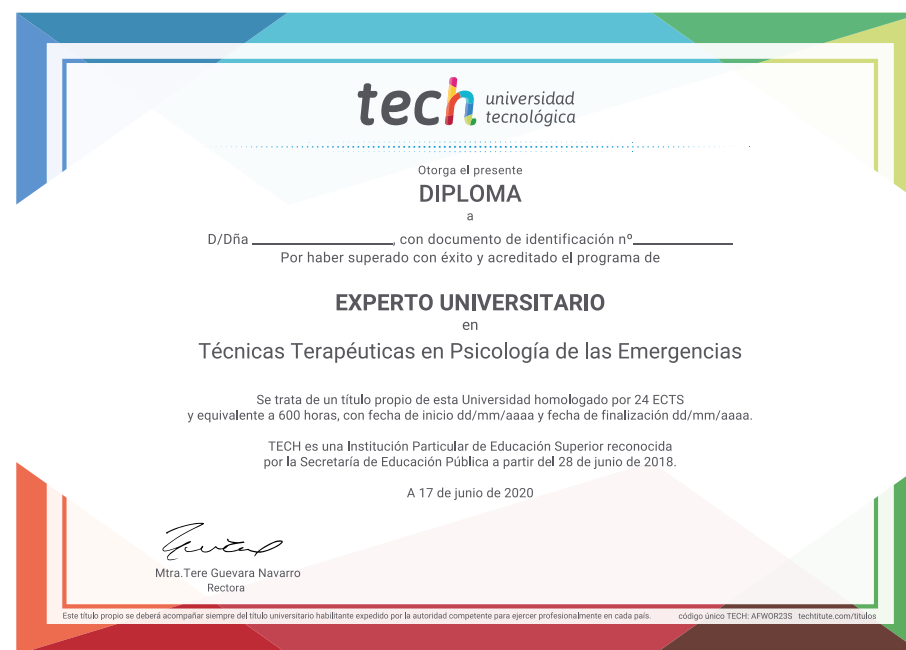 tech universidad
tecnológica
Otorga el presente
DIPLOMA
a
D/Dña _________________, con documento de identificación nº____________
Por haber superado con éxito y acreditado el programa de
EXPERTO UNIVERSITARIO
en
Técnicas Terapéuticas en Psicología de las Emergencias
Se trata de un título propio de esta Universidad homologado por 24 ECTS
y equivalente a 600 horas, con fecha de inicio dd/mm/aaaa y fecha de finalización dd/mm/aaaa.
TECH es una Institución Particular de Educación Superior reconocida
por la Secretaría de Educación Pública a partir del 28 de junio de 2018.
A 17 de junio de 2020
Mtra.Tere Guevara Navarro
Rectora
Este título propio se deberá acompañar siempre del título universitario habilitante expedido por la autoridad competente para ejercer profesionalmente en cada país. código único TECH: AFWOR23S techtitute.com/titulos